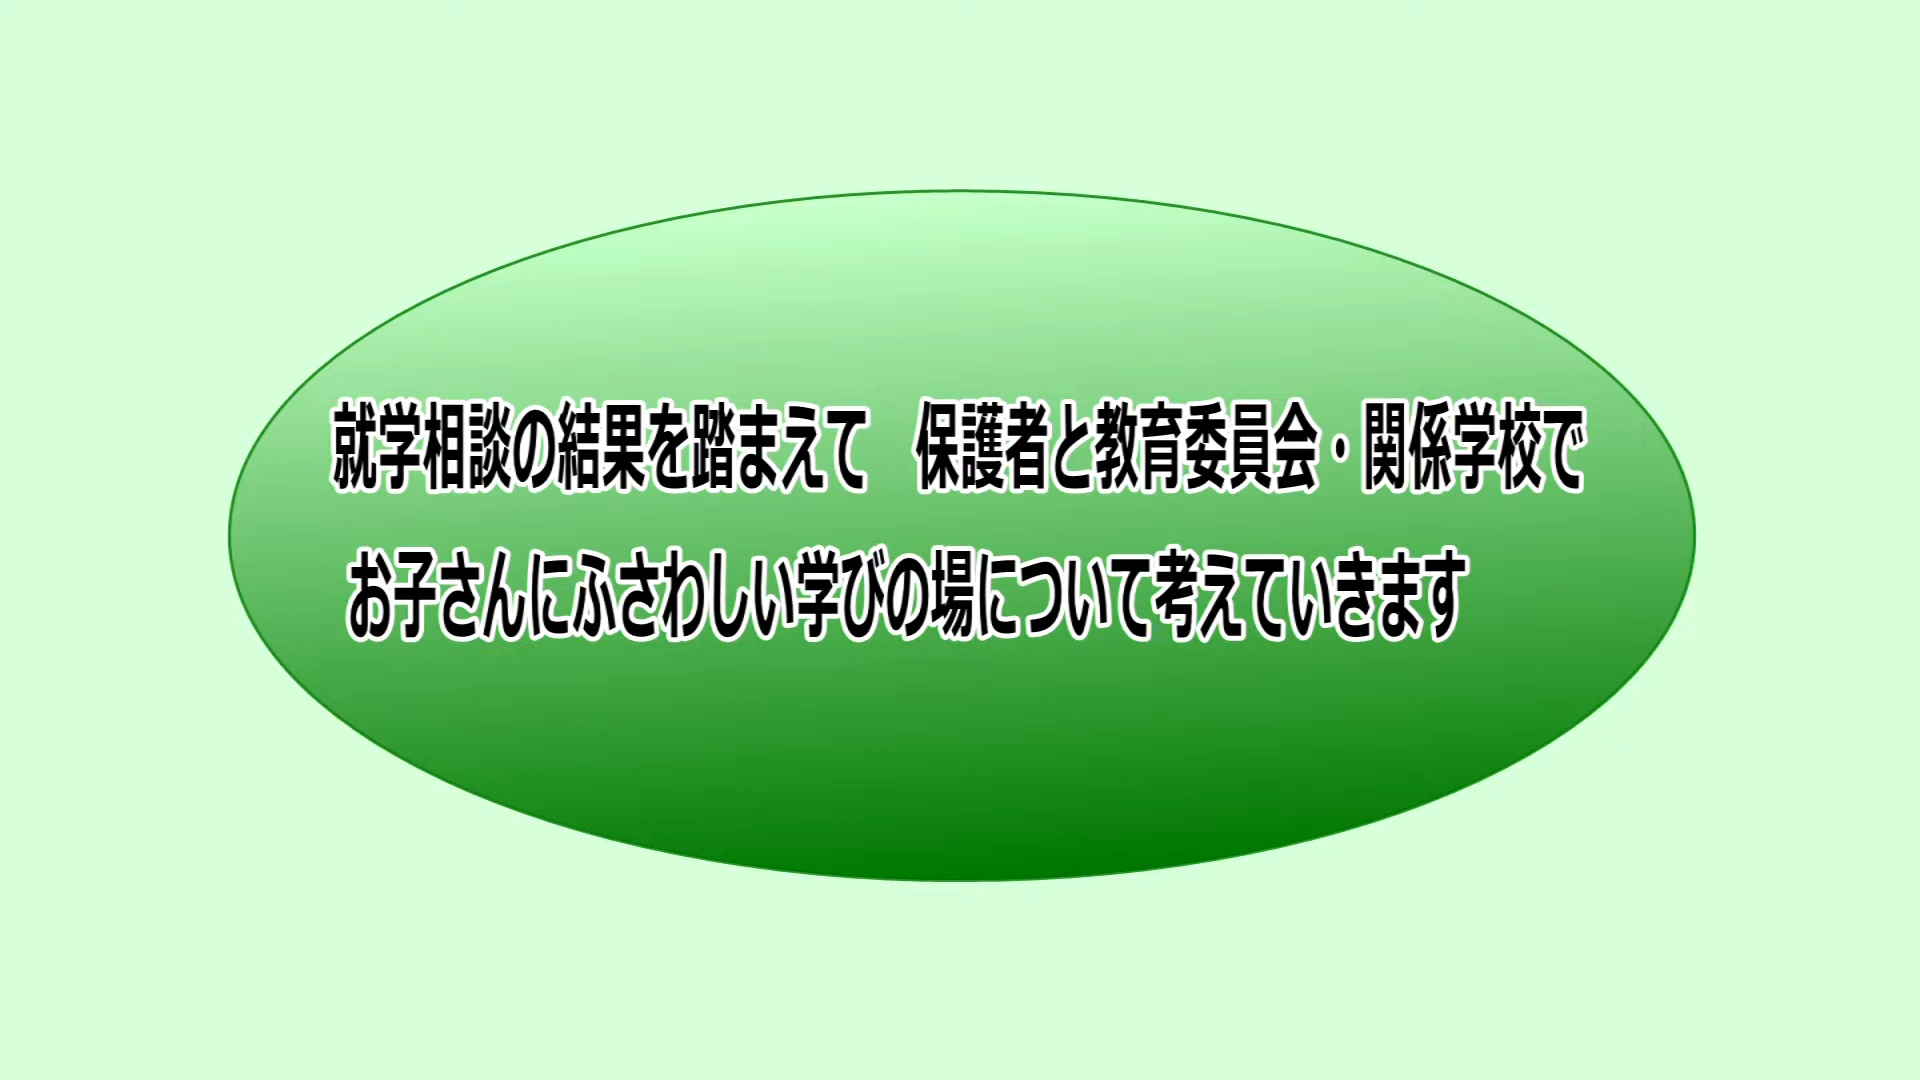 就学相談の結果を踏まえて　保護者と教育委員会・関係学校で
お子さんにふさわしい学びの場について考えていきます